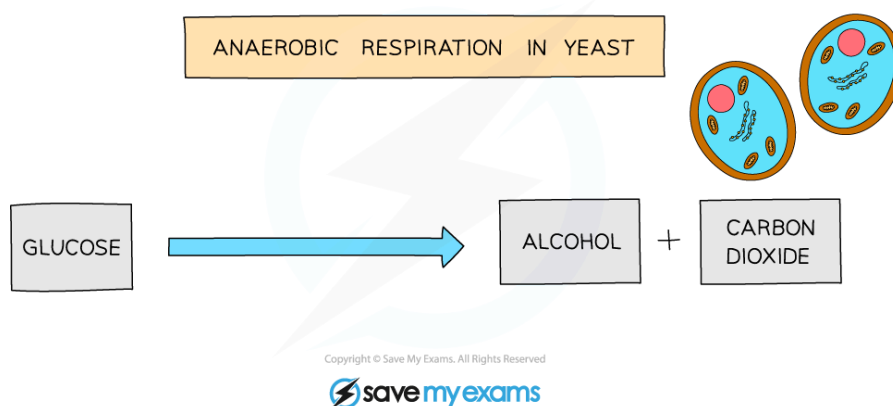 ANAEROBIC RESPIRATION IN YEAST
GLUCOSE
ALCOHOL
+
CARBON
DIOXIDE
Copyright © Save My Exams. All Rights Reserved
save my exams